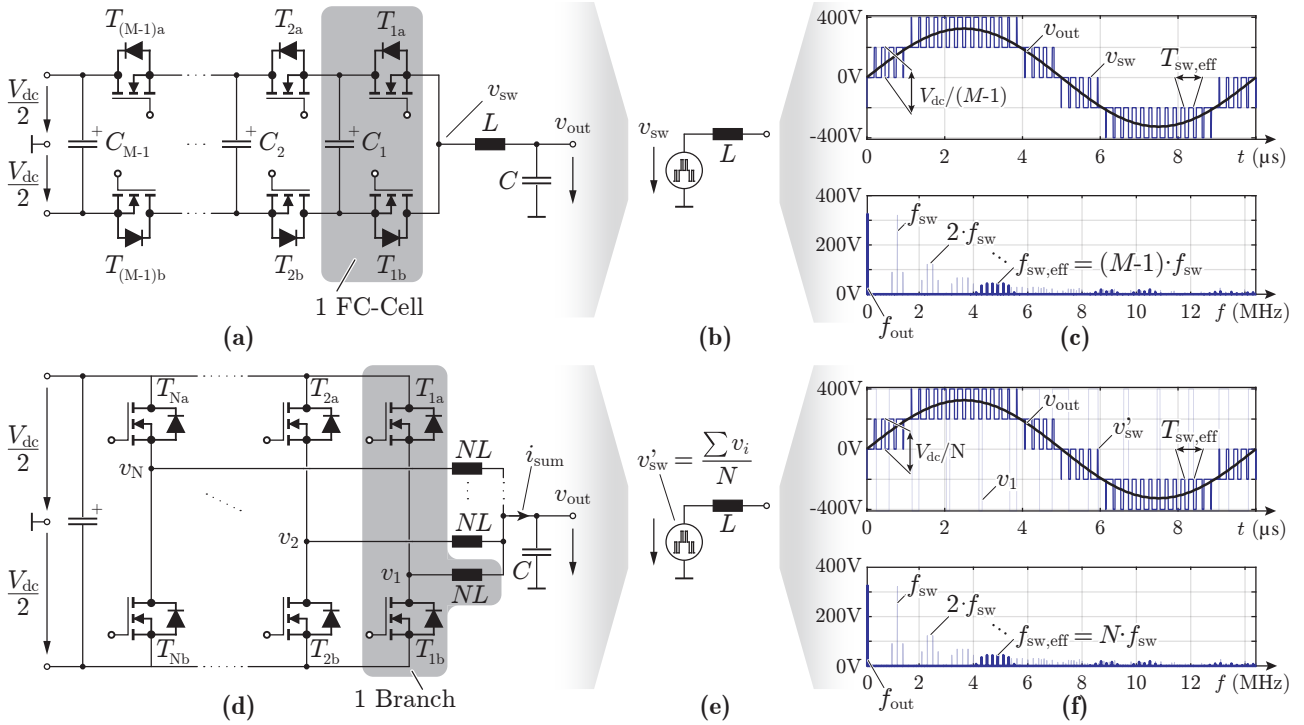 T(M-1)a
T2a
T1a
Vdc/2
+
CM-1
+
C2
+
C1
vsw
L
vout
C
Vdc/2
T(M-1)b
T2b
T1b
1 FC-Cell
(a)
vsw
L
(b)
400V
0V
-400V
vout
vsw
Tsw,eff
Vdc/(M-1)
0 2 4 6 8
t (µs)
400V
200V
0V
fsw
2·fsw
fsw,eff = (M-1)·fsw
fout
0 2 4 6 8 10 12
f (MHz)
(c)
TNa
T2a
T1a
Vdc/2
+
vN
v2
v1
NL
NL
NL
isum
vout
C
Vdc/2
TNb
T2b
T1b
1 Branch
(d)
v'sw = ∑ vi / N
L
(e)
400V
0V
-400V
vout
v'sw
Tsw,eff
Vdc/N
v1
0 2 4 6 8
t (µs)
400V
200V
0V
fsw
2·fsw
fsw,eff = N·fsw
fout
0 2 4 6 8 10 12
f (MHz)
(f)